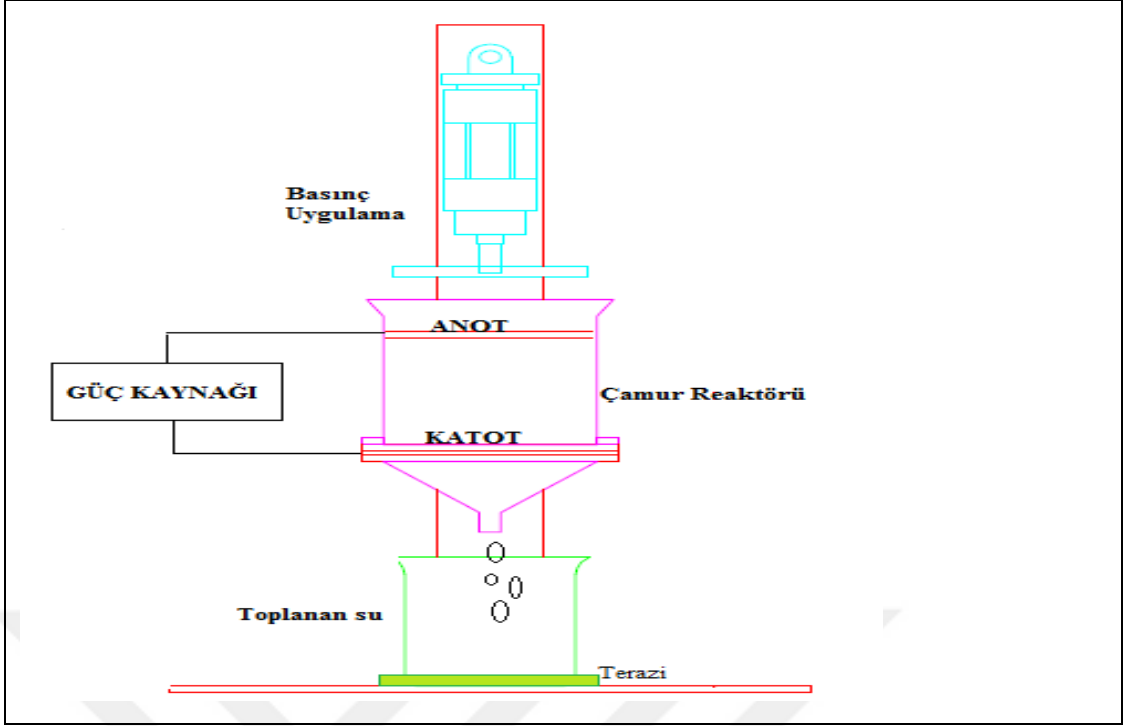 Basınç
Uygulama
ANOT
GÜÇ KAYNAĞI
Çamur Reaktörü
KATOT
Toplanan su
Terazi